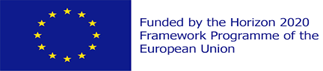 Funded by the Horizon 2020
Framework Programme of the
European Union